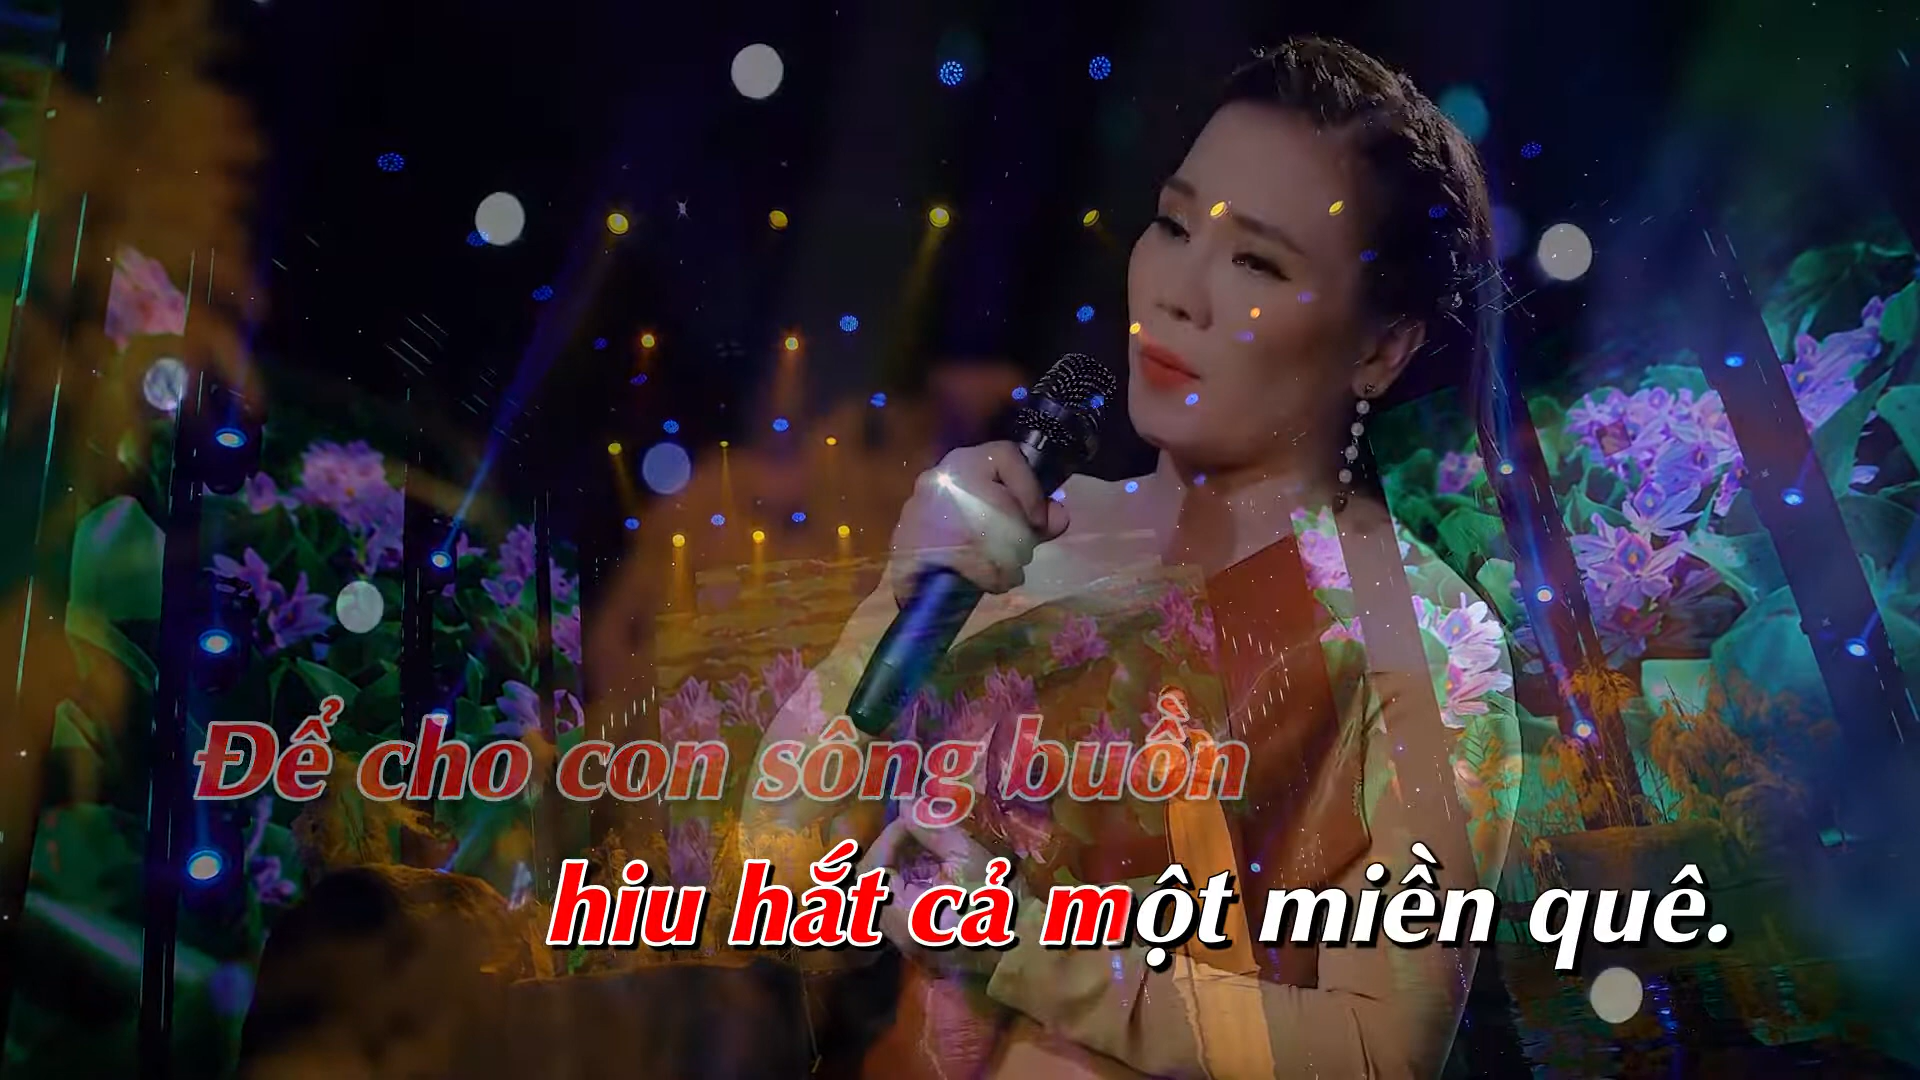 Để cho con sông buồn
hiu hắt cả một miền quê.